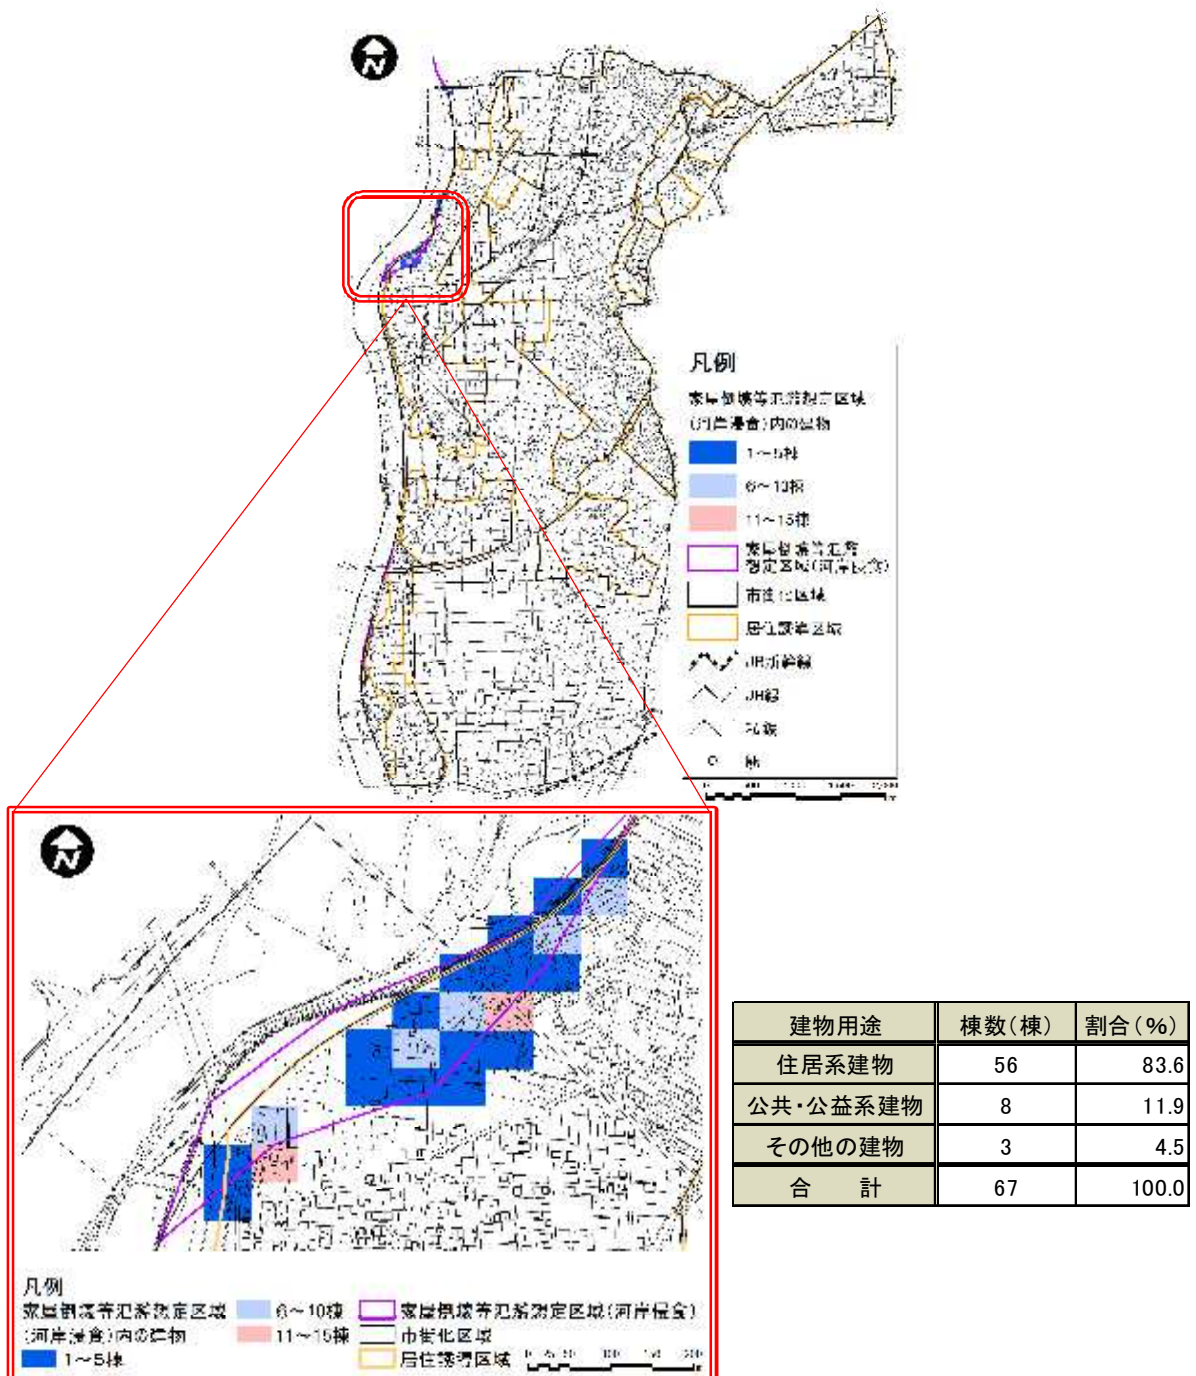 N
凡例
家屋倒壊等氾濫想定区域
(河岸浸食)内の建物
1～5棟
6～10棟
11～15棟
家屋倒壊等氾濫
想定区域(河岸浸食)
市街化区域
居住誘導区域
JR新幹線
JR線
私鉄
駅
N
凡例
家屋倒壊等氾濫想定区域
(河岸浸食)内の建物
1～5棟
6～10棟
11～15棟
家屋倒壊等氾濫想定区域(河岸浸食)
市街化区域
居住誘導区域
0 25 50 100 150 200
建物用途 棟数(棟) 割合(%)
住居系建物 56 83.6
公共・公益系建物 8 11.9
その他の建物 3 4.5
合 計 67 100.0